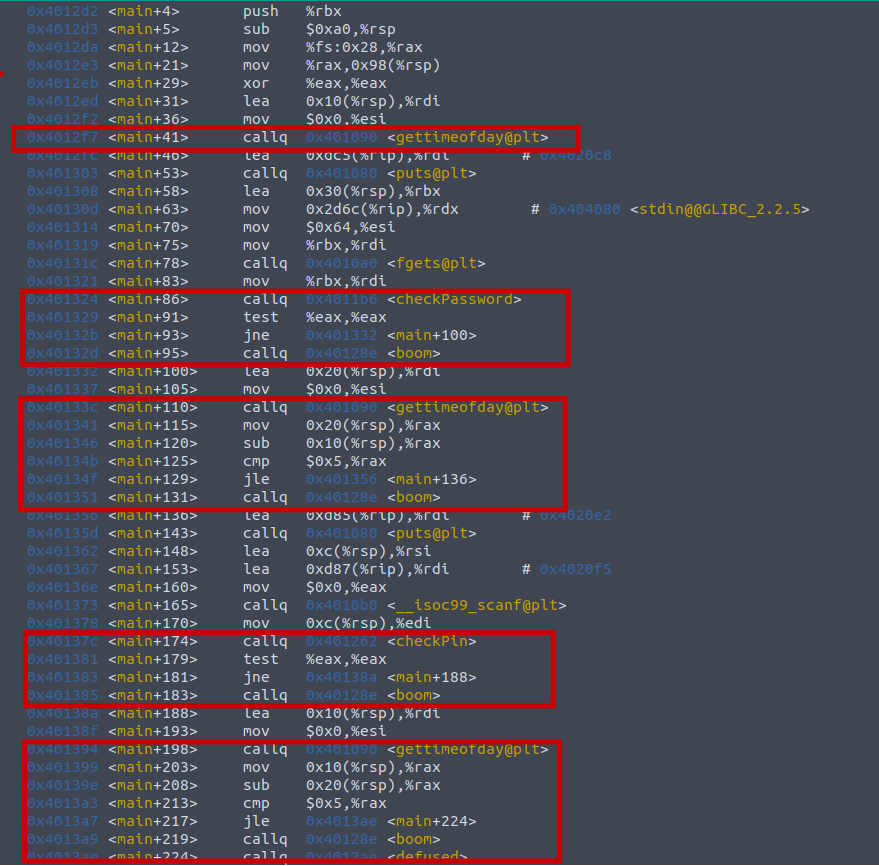 0x4012d2 <main+4> push %rbx
0x4012d3 <main+5> sub $0xa0,%rsp
0x4012da <main+12> mov %fs:0x28,%rax
0x4012e3 <main+21> mov %rax,0x98(%rsp)
0x4012eb <main+29> xor %eax,%eax
0x4012ed <main+31> lea 0x10(%rsp),%rdi
0x4012f2 <main+36> mov $0x0,%esi
0x4012f7 <main+41> callq 0x401090 <gettimeofday@plt>
0x4012fc <main+46> lea 0xdc5(%rip),%rdi # 0x4020c8
0x401303 <main+53> callq 0x401080 <puts@plt>
0x401308 <main+58> lea 0x30(%rsp),%rbx
0x40130d <main+63> mov 0x2d6c(%rip),%rdx # 0x404080 <stdin@@GLIBC_2.2.5>
0x401314 <main+70> mov $0x64,%esi
0x401319 <main+75> mov %rbx,%rdi
0x40131c <main+78> callq 0x4010a0 <fgets@plt>
0x401321 <main+83> mov %rbx,%rdi
0x401324 <main+86> callq 0x4011b6 <checkPassword>
0x401329 <main+91> test %eax,%eax
0x40132b <main+93> jne 0x401332 <main+100>
0x40132d <main+95> callq 0x40128e <boom>
0x401332 <main+100> lea 0x20(%rsp),%rdi
0x401337 <main+105> mov $0x0,%esi
0x40133c <main+110> callq 0x401090 <gettimeofday@plt>
0x401341 <main+115> mov 0x20(%rsp),%rax
0x401346 <main+120> sub 0x10(%rsp),%rax
0x40134b <main+125> cmp $0x5,%rax
0x40134f <main+129> jle 0x401356 <main+136>
0x401351 <main+131> callq 0x40128e <boom>
0x401356 <main+136> lea 0xd85(%rip),%rdi # 0x4020e2
0x40135d <main+143> callq 0x401080 <puts@plt>
0x401362 <main+148> lea 0xc(%rsp),%rsi
0x401367 <main+153> lea 0xd87(%rip),%rdi # 0x4020f5
0x40136e <main+160> mov $0x0,%eax
0x401373 <main+165> callq 0x4010b0 <__isoc99_scanf@plt>
0x401378 <main+170> mov 0xc(%rsp),%edi
0x40137c <main+174> callq 0x401262 <checkPin>
0x401381 <main+179> test %eax,%eax
0x401383 <main+181> jne 0x40138a <main+188>
0x401385 <main+183> callq 0x40128e <boom>
0x40138a <main+188> lea 0x10(%rsp),%rdi
0x40138f <main+193> mov $0x0,%esi
0x401394 <main+198> callq 0x401090 <gettimeofday@plt>
0x401399 <main+203> mov 0x10(%rsp),%rax
0x40139e <main+208> sub 0x20(%rsp),%rax
0x4013a3 <main+213> cmp $0x5,%rax
0x4013a7 <main+217> jle 0x4013ae <main+224>
0x4013a9 <main+219> callq 0x40128e <boom>
0x4013ae <main+224> callq 0x4012ae <defused>